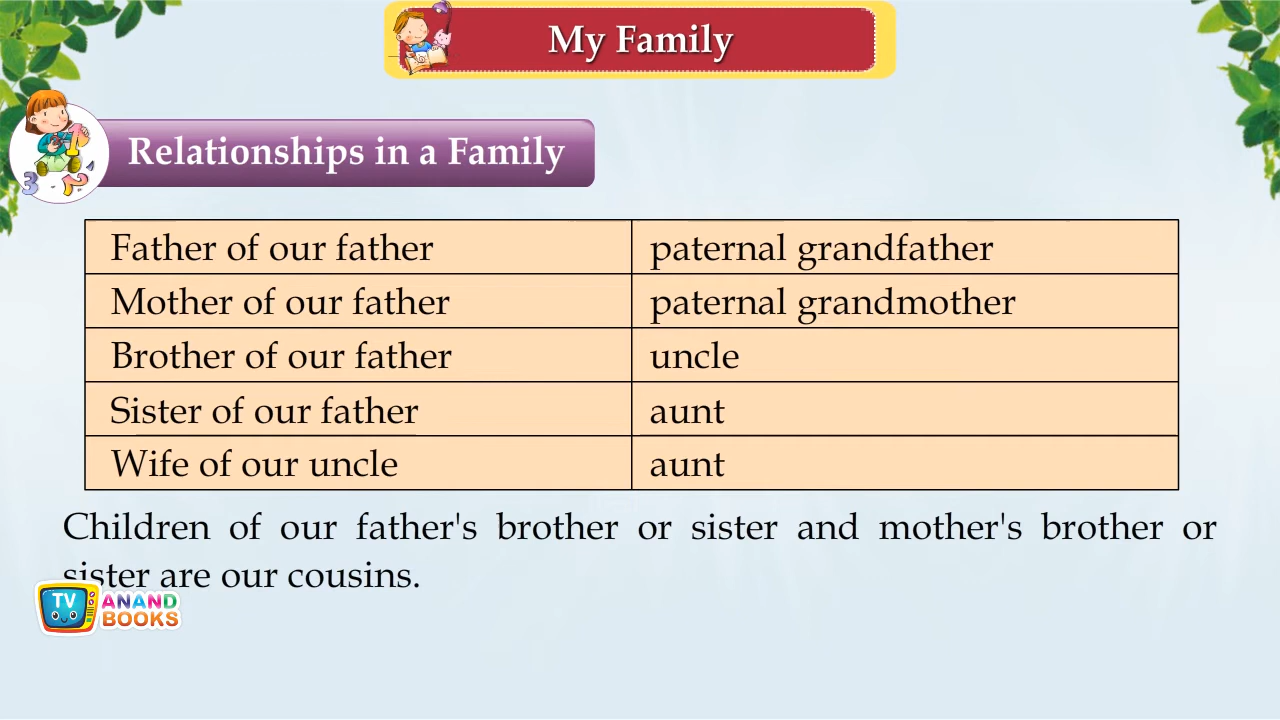 My Family
Relationships in a Family
Father of our father paternal grandfather
Mother of our father paternal grandmother
Brother of our father uncle
Sister of our father aunt
Wife of our uncle aunt
Children of our father's brother or sister and mother's brother or
sister are our cousins.
TV ANAND
BOOKS